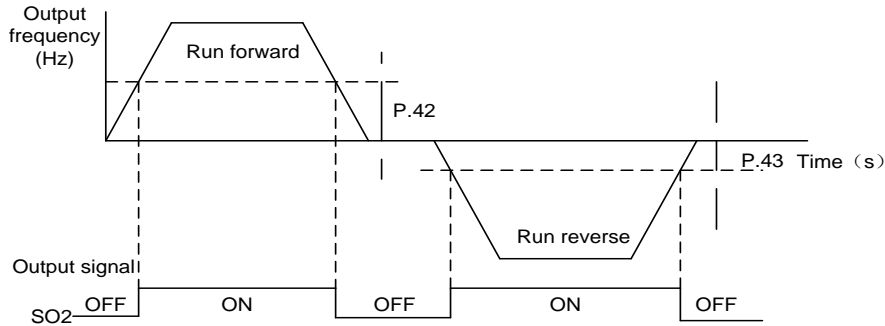 Output
frequency
(Hz)
Run forward
P.42
P.43 Time（s）
Run reverse
Output signal
SO2 OFF ON OFF ON OFF